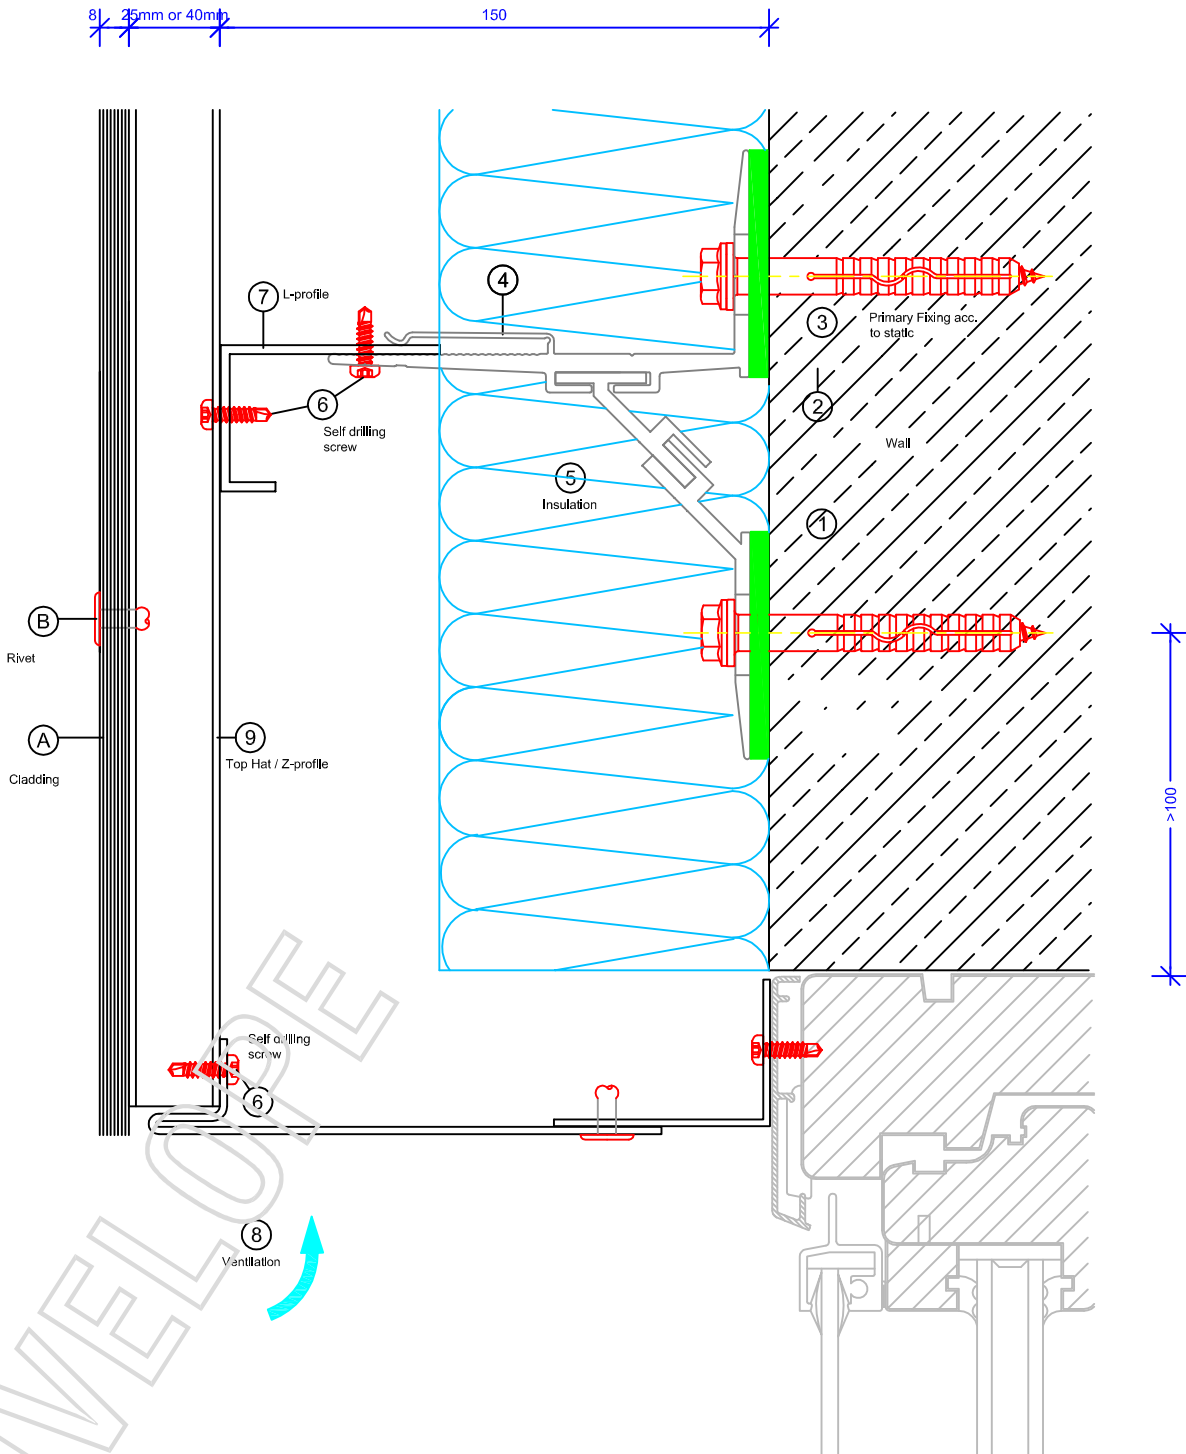 8 25mm or 40mm 150
4
7 L-profile
3 Primary Fixing acc.
to static
6
2
Self drilling
screw
Wall
5
Insulation
1
B
Rivet
A
9
Top Hat / Z-profile
Cladding
>100
Self drilling
screw
6
8
Ventilation
VELOPE